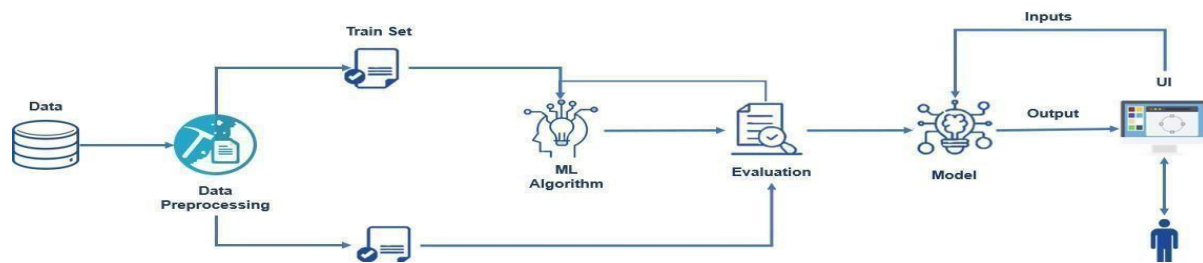 Inputs
Train Set
UI
Data
Output
ML
Algorithm
Evaluation
Model
Data
Preprocessing